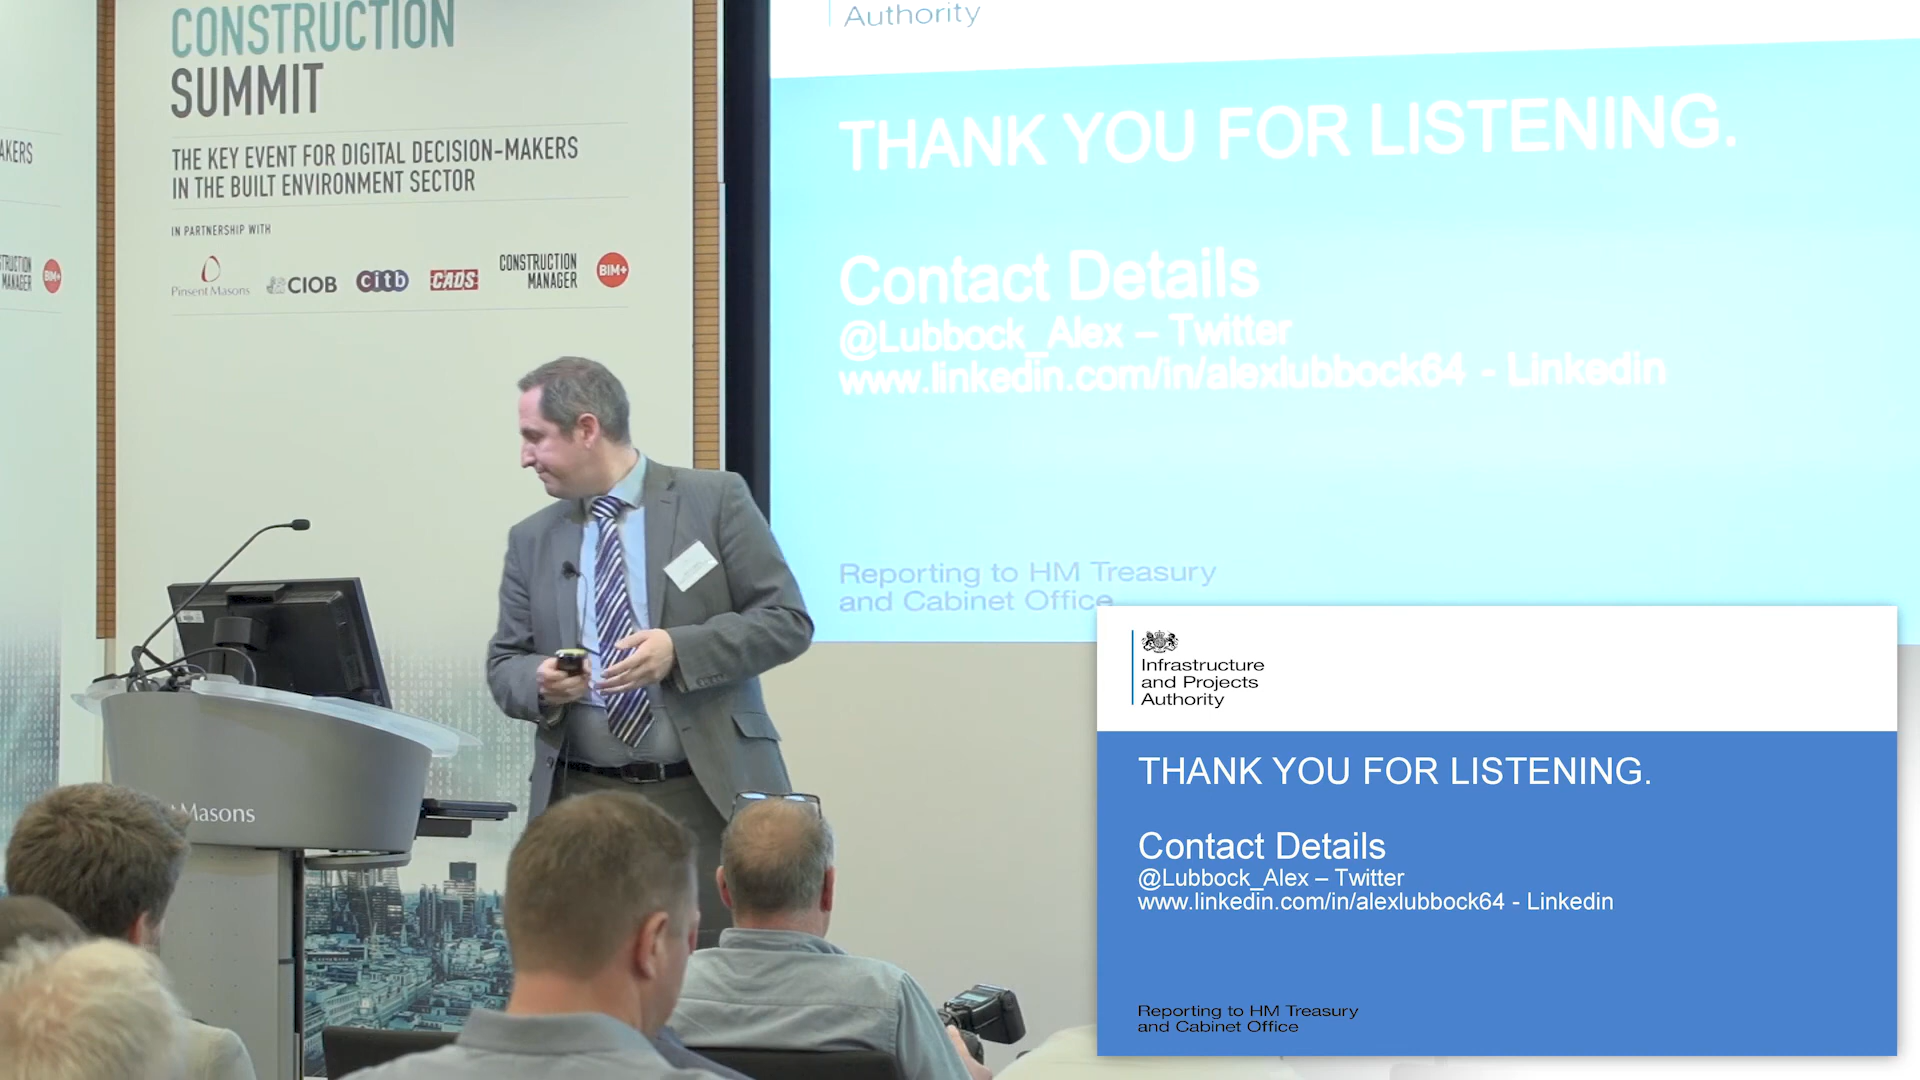 CONSTRUCTION
SUMMIT
THE KEY EVENT FOR DIGITAL DECISION-MAKERS
IN THE BUILT ENVIRONMENT SECTOR
IN PARTNERSHIP WITH
Pinsent Masons
CIOB
citb
CADS
CONSTRUCTION
MANAGER
BIM+
AKERS
TRUCTION
MANAGER
BIM+
Authority
THANK YOU FOR LISTENING.
Contact Details
@Lubbock_Alex – Twitter
www.linkedin.com/in/alexlubbock64 - Linkedin
Reporting to HM Treasury
and Cabinet Office
t Masons
Infrastructure
and Projects
Authority
THANK YOU FOR LISTENING.
Contact Details
@Lubbock_Alex – Twitter
www.linkedin.com/in/alexlubbock64 - Linkedin
Reporting to HM Treasury
and Cabinet Office